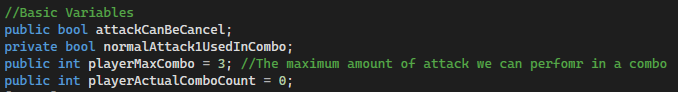 //Basic Variables
public bool attackCanBeCancel;
private bool normalAttack1UsedInCombo;
public int playerMaxCombo = 3; //The maximum amount of attack we can perfomr in a combo
public int playerActualComboCount = 0;